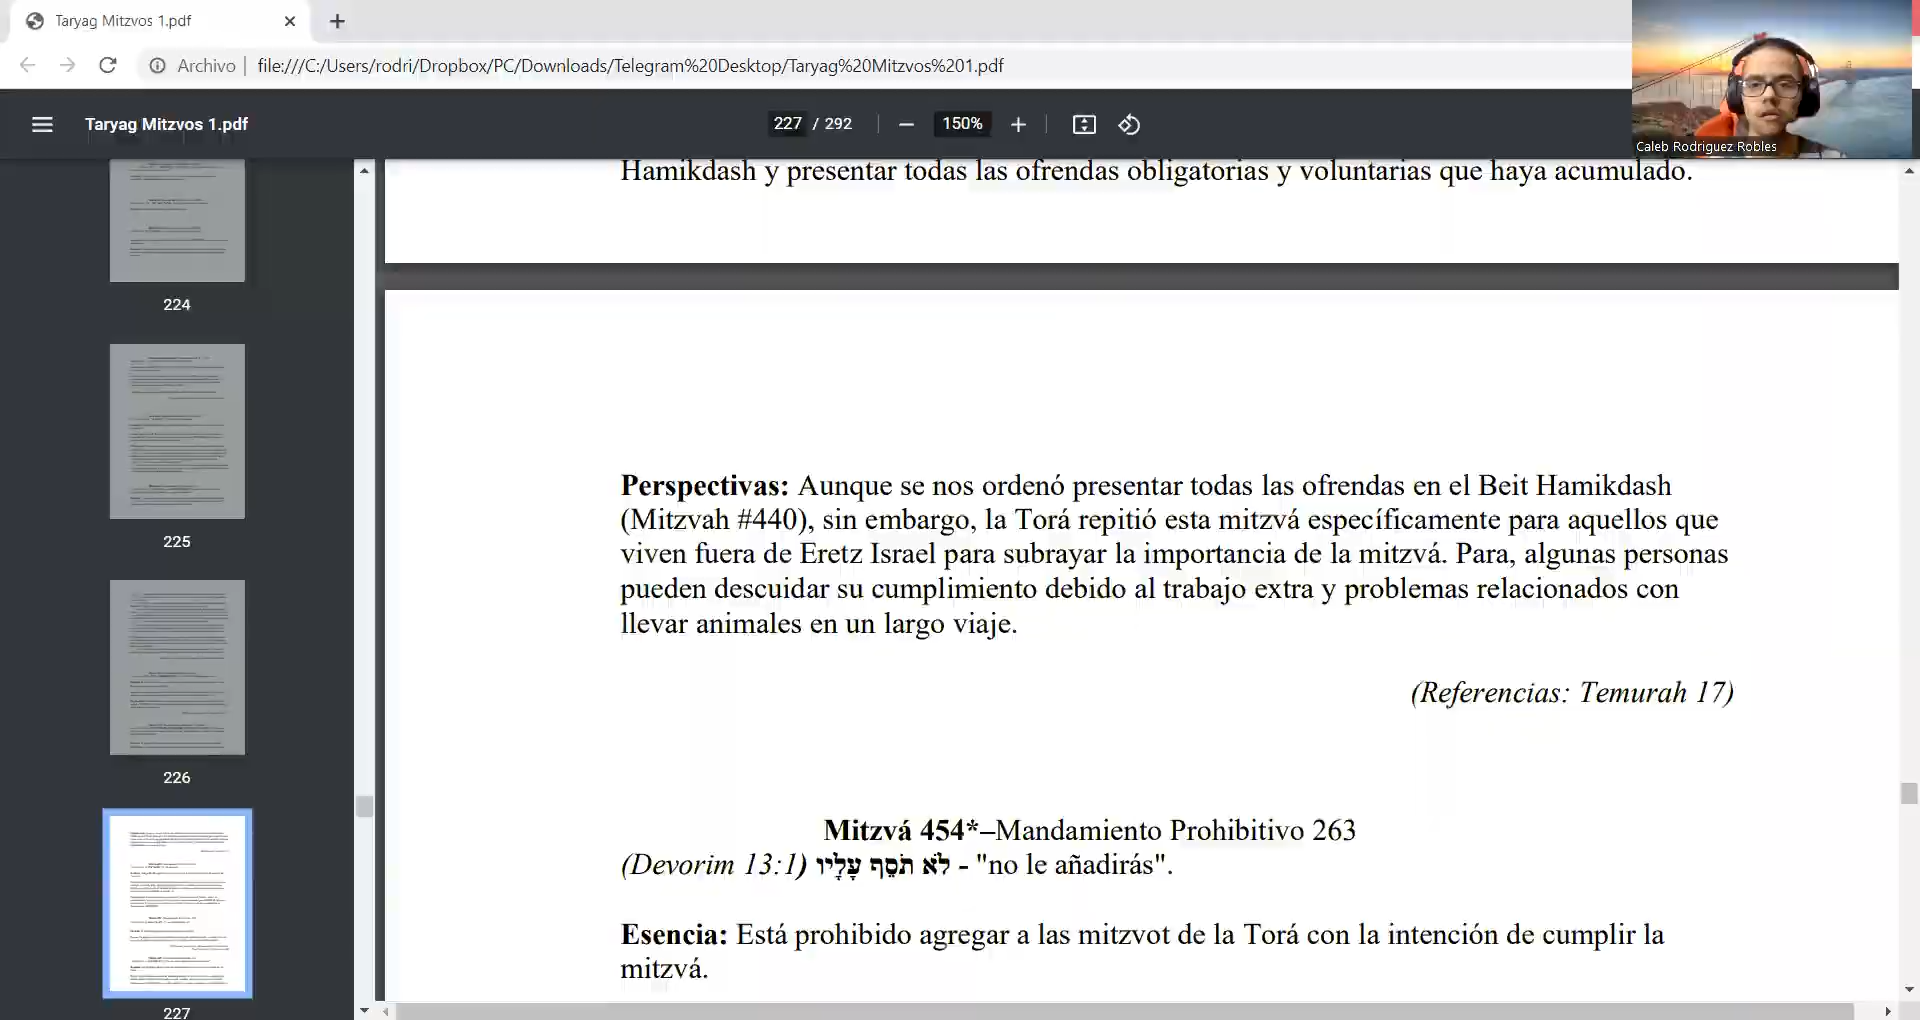 Taryag Mitzvos 1.pdf
Archivo
file:///C:/Users/rodri/Dropbox/PC/Downloads/Telegram%20Desktop/Taryag%20Mitzvos%201.pdf
Taryag Mitzvos 1.pdf
227 / 292
150%
Caleb Rodriguez Robles
224
225
226
227
Hamikdash y presentar todas las ofrendas obligatorias y voluntarias que haya acumulado.
Perspectivas: Aunque se nos ordenó presentar todas las ofrendas en el Beit Hamikdash
(Mitzvah #440), sin embargo, la Torá repitió esta mitzvá específicamente para aquellos que
viven fuera de Eretz Israel para subrayar la importancia de la mitzvá. Para, algunas personas
pueden descuidar su cumplimiento debido al trabajo extra y problemas relacionados con
llevar animales en un largo viaje.
(Referencias: Temurah 17)
Mitzvá 454*–Mandamiento Prohibitivo 263
(Devorim 13:1) לֹא תֹסֵף עָלָיו - "no le añadirás".
Esencia: Está prohibido agregar a las mitzvot de la Torá con la intención de cumplir la
mitzvá.